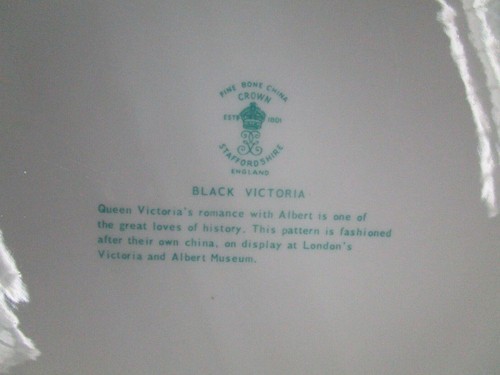 FINE BONE CHINA
CROWN
ESTD 1801
STAFFORDSHIRE
ENGLAND
BLACK VICTORIA
Queen Victoria's romance with Albert is one of
the great loves of history. This pattern is fashioned
after their own china, on display at London's
Victoria and Albert Museum.